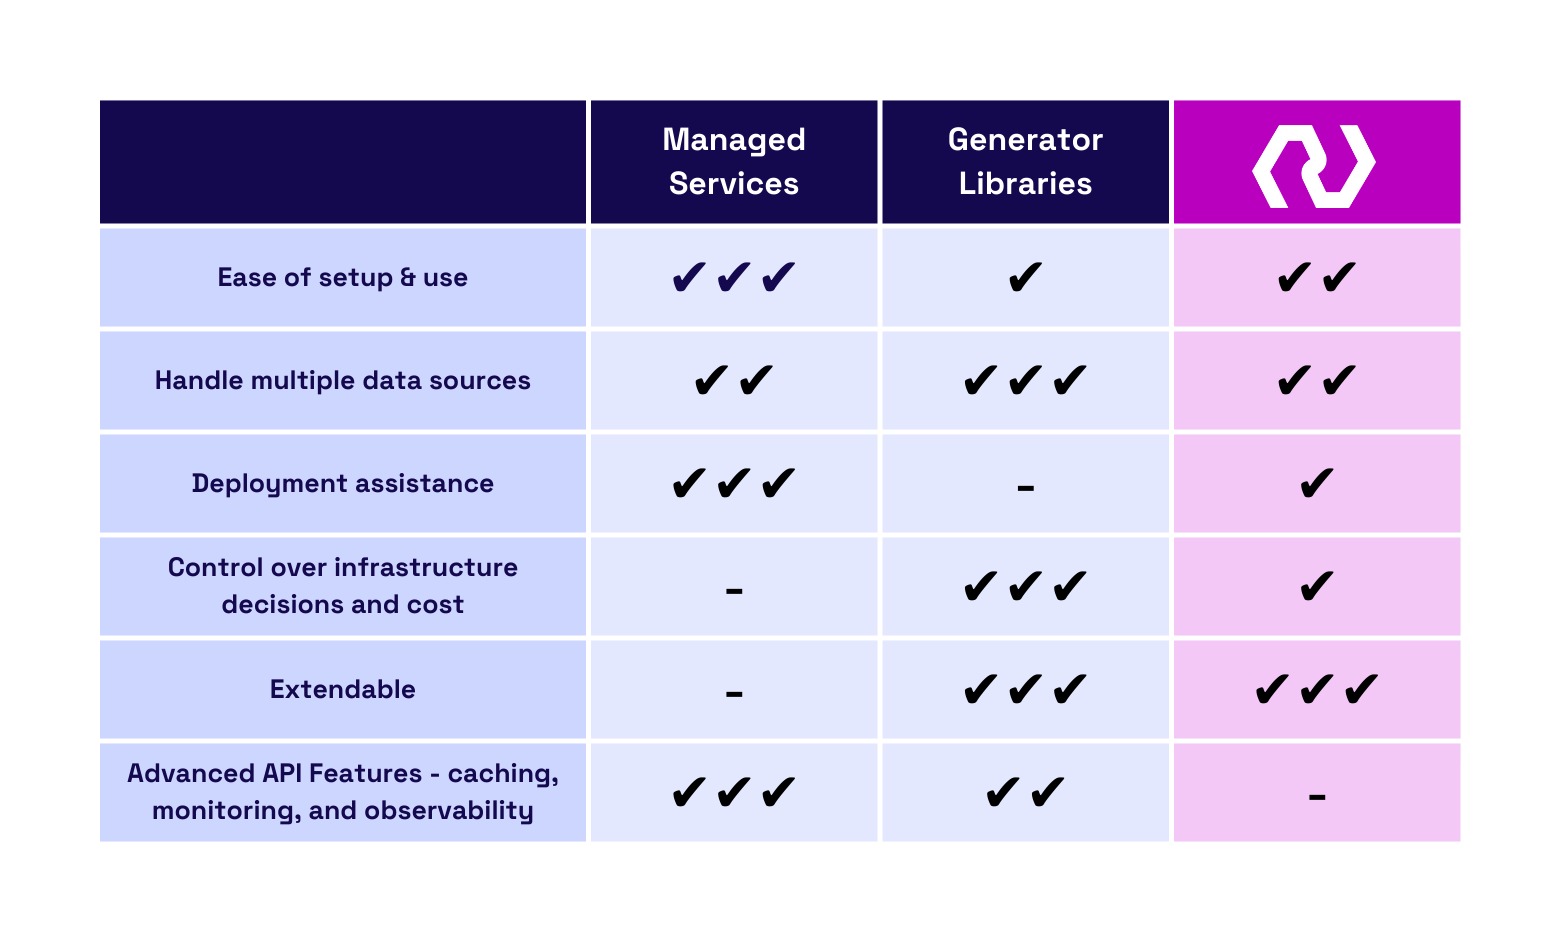 Managed
Services
Generator
Libraries
Ease of setup & use
✔✔✔
✔
✔✔
Handle multiple data sources
✔✔
✔✔✔
✔✔
Deployment assistance
✔✔✔
-
✔
Control over infrastructure
decisions and cost
-
✔✔✔
✔
Extendable
-
✔✔✔
✔✔✔
Advanced API Features - caching,
monitoring, and observability
✔✔✔
✔✔
-